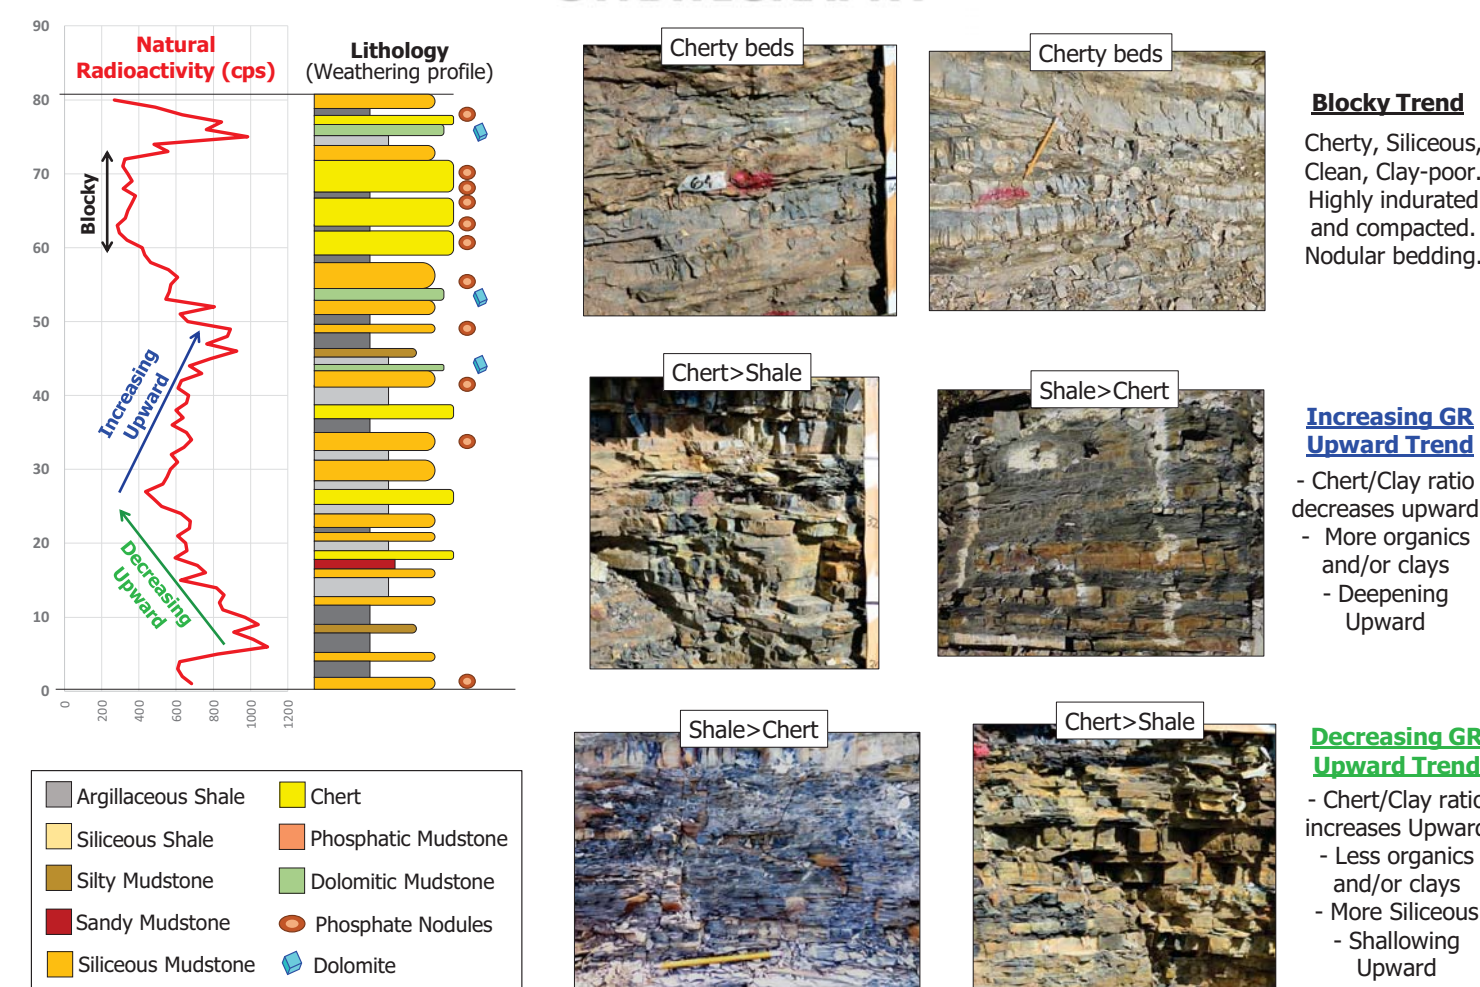 90
80
70
60
50
40
30
20
10
0
0
200
400
600
800
1000
1200
Natural
Radioactivity (cps)
Blocky
Increasing
Upward
Decreasing
Upward
Lithology
(Weathering profile)
Argillaceous Shale
Siliceous Shale
Silty Mudstone
Sandy Mudstone
Siliceous Mudstone
Chert
Phosphatic Mudstone
Dolomitic Mudstone
Phosphate Nodules
Dolomite
Cherty beds
64
Cherty beds
Blocky Trend
Cherty, Siliceous,
Clean, Clay-poor.
Highly indurated
and compacted.
Nodular bedding.
Chert>Shale
32
Shale>Chert
Increasing GR
Upward Trend
- Chert/Clay ratio
decreases upward
- More organics
and/or clays
- Deepening
Upward
Shale>Chert
Chert>Shale
Decreasing GR
Upward Trend
- Chert/Clay ratio
increases Upward
- Less organics
and/or clays
- More Siliceous
- Shallowing
Upward